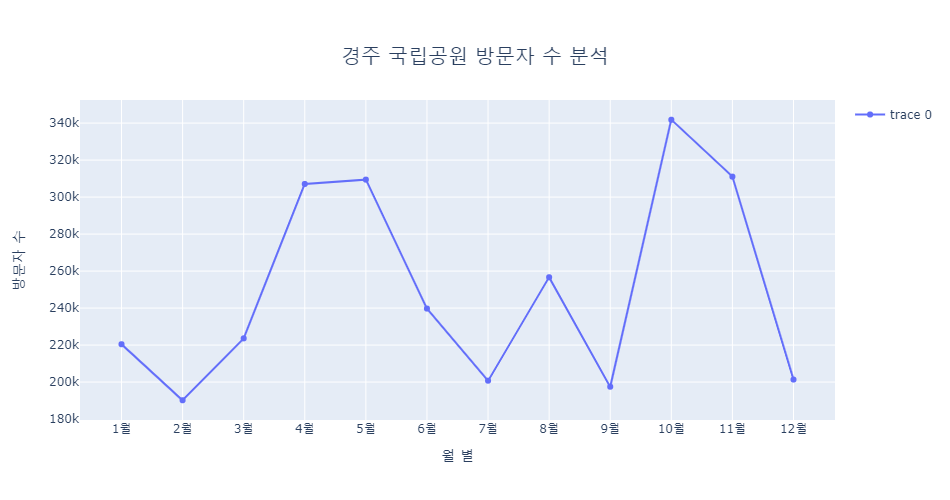 경주 국립공원 방문자 수 분석
trace 0
방문자 수
340k
320k
300k
280k
260k
240k
220k
200k
180k
1월 2월 3월 4월 5월 6월 7월 8월 9월 10월 11월 12월
월 별